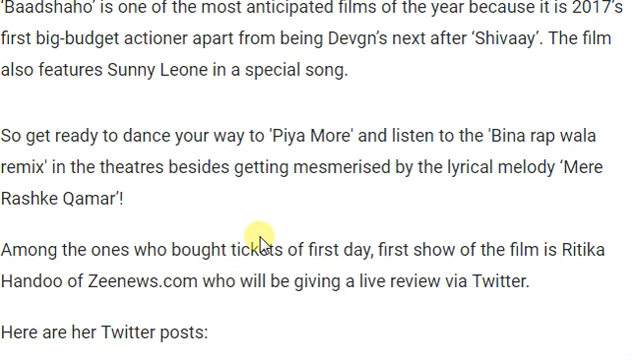 ‘Baadshaho’ is one of the most anticipated films of the year because it is 2017’s
first big-budget actioner apart from being Devgn’s next after ‘Shivaay’. The film
also features Sunny Leone in a special song.
So get ready to dance your way to 'Piya More' and listen to the 'Bina rap wala
remix' in the theatres besides getting mesmerised by the lyrical melody ‘Mere
Rashke Qamar’!
Among the ones who bought tickets of first day, first show of the film is Ritika
Handoo of Zeenews.com who will be giving a live review via Twitter.
Here are her Twitter posts: